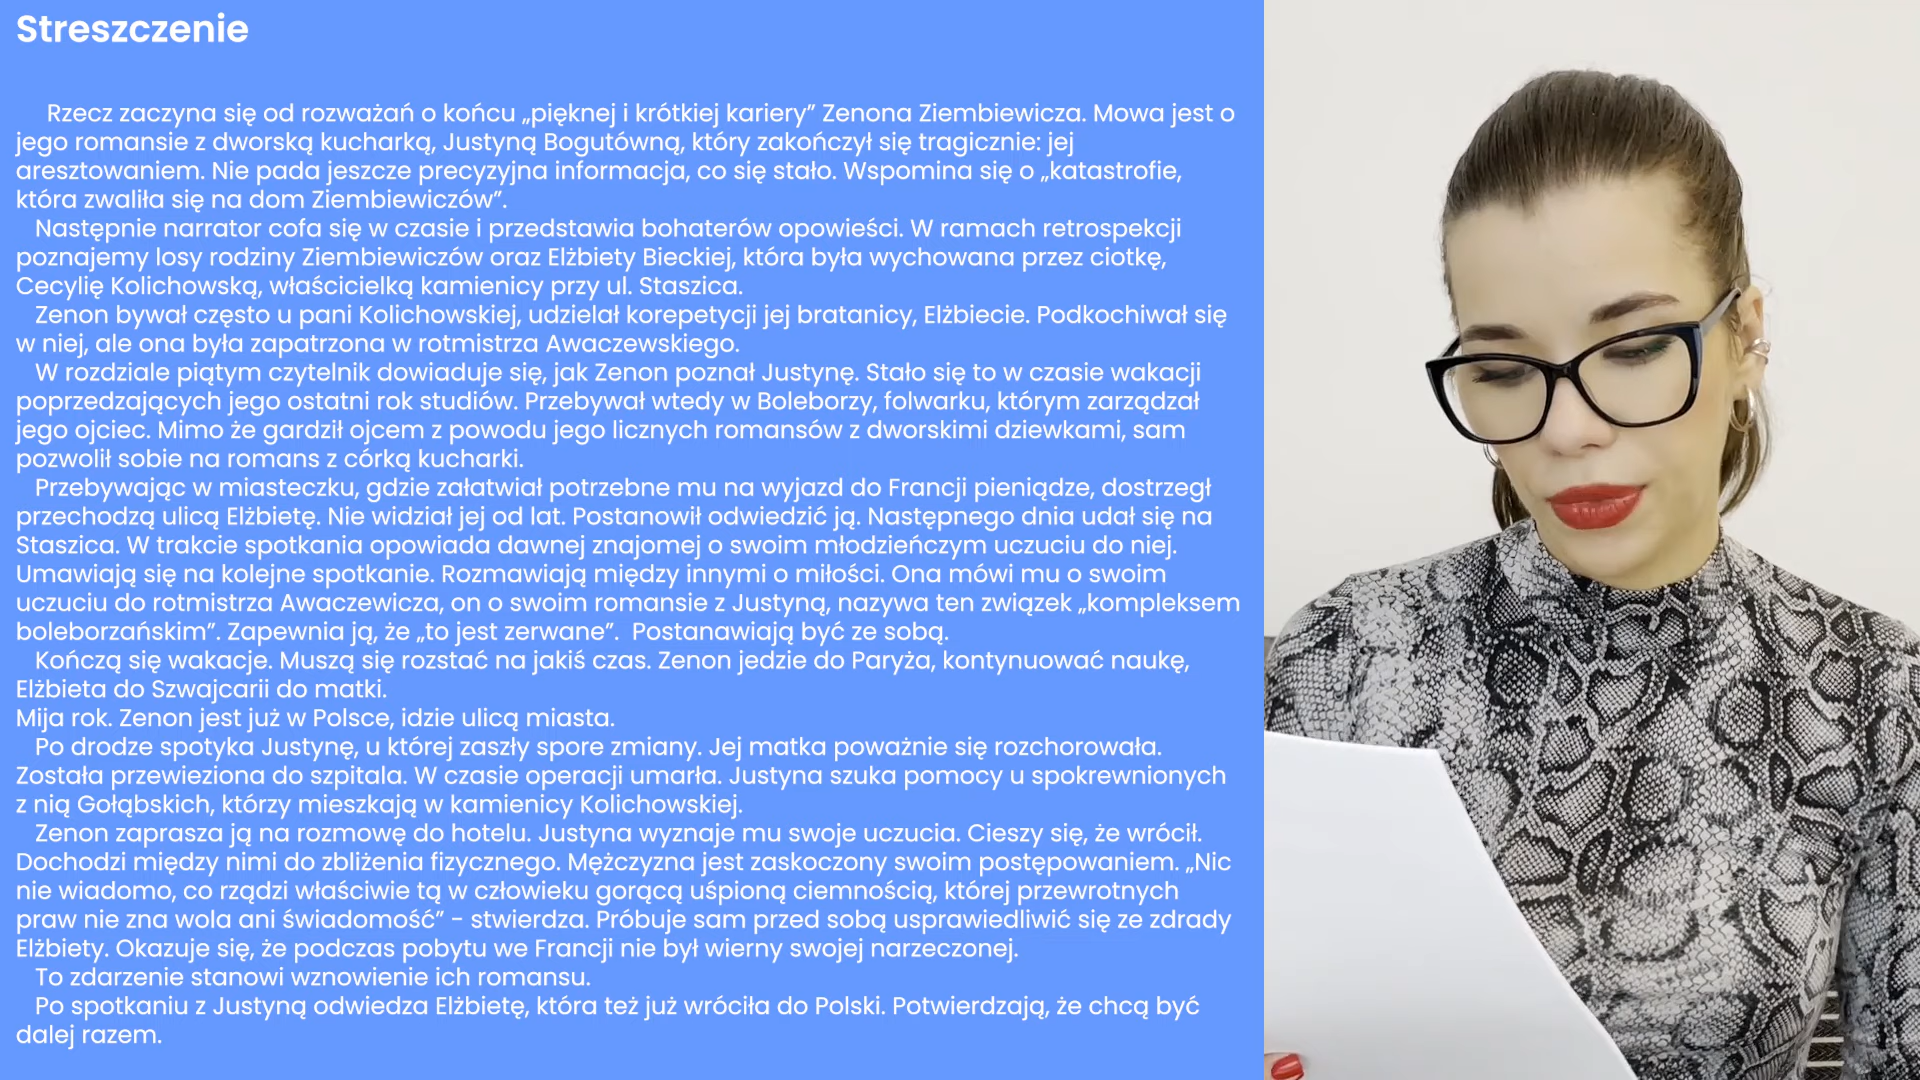 Streszczenie
Rzecz zaczyna się od rozważań o końcu „pięknej i krótkiej kariery” Zenona Ziembiewicza. Mowa jest o
jego romansie z dworską kucharką, Justyną Bogutówną, który zakończył się tragicznie: jej
aresztowaniem. Nie pada jeszcze precyzyjna informacja, co się stało. Wspomina się o „katastrofie,
która zwaliła się na dom Ziembiewiczów”.
Następnie narrator cofa się w czasie i przedstawia bohaterów opowieści. W ramach retrospekcji
poznajemy losy rodziny Ziembiewiczów oraz Elżbiety Bieckiej, która była wychowana przez ciotkę,
Cecylię Kolichowską, właścicielką kamienicy przy ul. Staszica.
Zenon bywał często u pani Kolichowskiej, udzielał korepetycji jej bratanicy, Elżbiecie. Podkochiwał się
w niej, ale ona była zapatrzona w rotmistrza Awaczewskiego.
W rozdziale piątym czytelnik dowiaduje się, jak Zenon poznał Justynę. Stało się to w czasie wakacji
poprzedzających jego ostatni rok studiów. Przebywał wtedy w Boleborzy, folwarku, którym zarządzał
jego ojciec. Mimo że gardził ojcem z powodu jego licznych romansów z dworskimi dziewkami, sam
pozwolił sobie na romans z córką kucharki.
Przebywając w miasteczku, gdzie załatwiał potrzebne mu na wyjazd do Francji pieniądze, dostrzegł
przechodzą ulicą Elżbietę. Nie widział jej od lat. Postanowił odwiedzić ją. Następnego dnia udał się na
Staszica. W trakcie spotkania opowiada dawnej znajomej o swoim młodzieńczym uczuciu do niej.
Umawiają się na kolejne spotkanie. Rozmawiają między innymi o miłości. Ona mówi mu o swoim
uczuciu do rotmistrza Awaczewicza, on o swoim romansie z Justyną, nazywa ten związek „kompleksem
boleborzańskim”. Zapewnia ją, że „to jest zerwane”.  Postanawiają być ze sobą.
Kończą się wakacje. Muszą się rozstać na jakiś czas. Zenon jedzie do Paryża, kontynuować naukę,
Elżbieta do Szwajcarii do matki.
Mija rok. Zenon jest już w Polsce, idzie ulicą miasta.
Po drodze spotyka Justynę, u której zaszły spore zmiany. Jej matka poważnie się rozchorowała.
Została przewieziona do szpitala. W czasie operacji umarła. Justyna szuka pomocy u spokrewnionych
z nią Gołąbskich, którzy mieszkają w kamienicy Kolichowskiej.
Zenon zaprasza ją na rozmowę do hotelu. Justyna wyznaje mu swoje uczucia. Cieszy się, że wrócił.
Dochodzi między nimi do zbliżenia fizycznego. Mężczyzna jest zaskoczony swoim postępowaniem. „Nic
nie wiadomo, co rządzi właściwie tą w człowieku gorącą uśpioną ciemnością, której przewrotnych
praw nie zna wola ani świadomość” - stwierdza. Próbuje sam przed sobą usprawiedliwić się ze zdrady
Elżbiety. Okazuje się, że podczas pobytu we Francji nie był wierny swojej narzeczonej.
To zdarzenie stanowi wznowienie ich romansu.
Po spotkaniu z Justyną odwiedza Elżbietę, która też już wróciła do Polski. Potwierdzają, że chcą być
dalej razem.